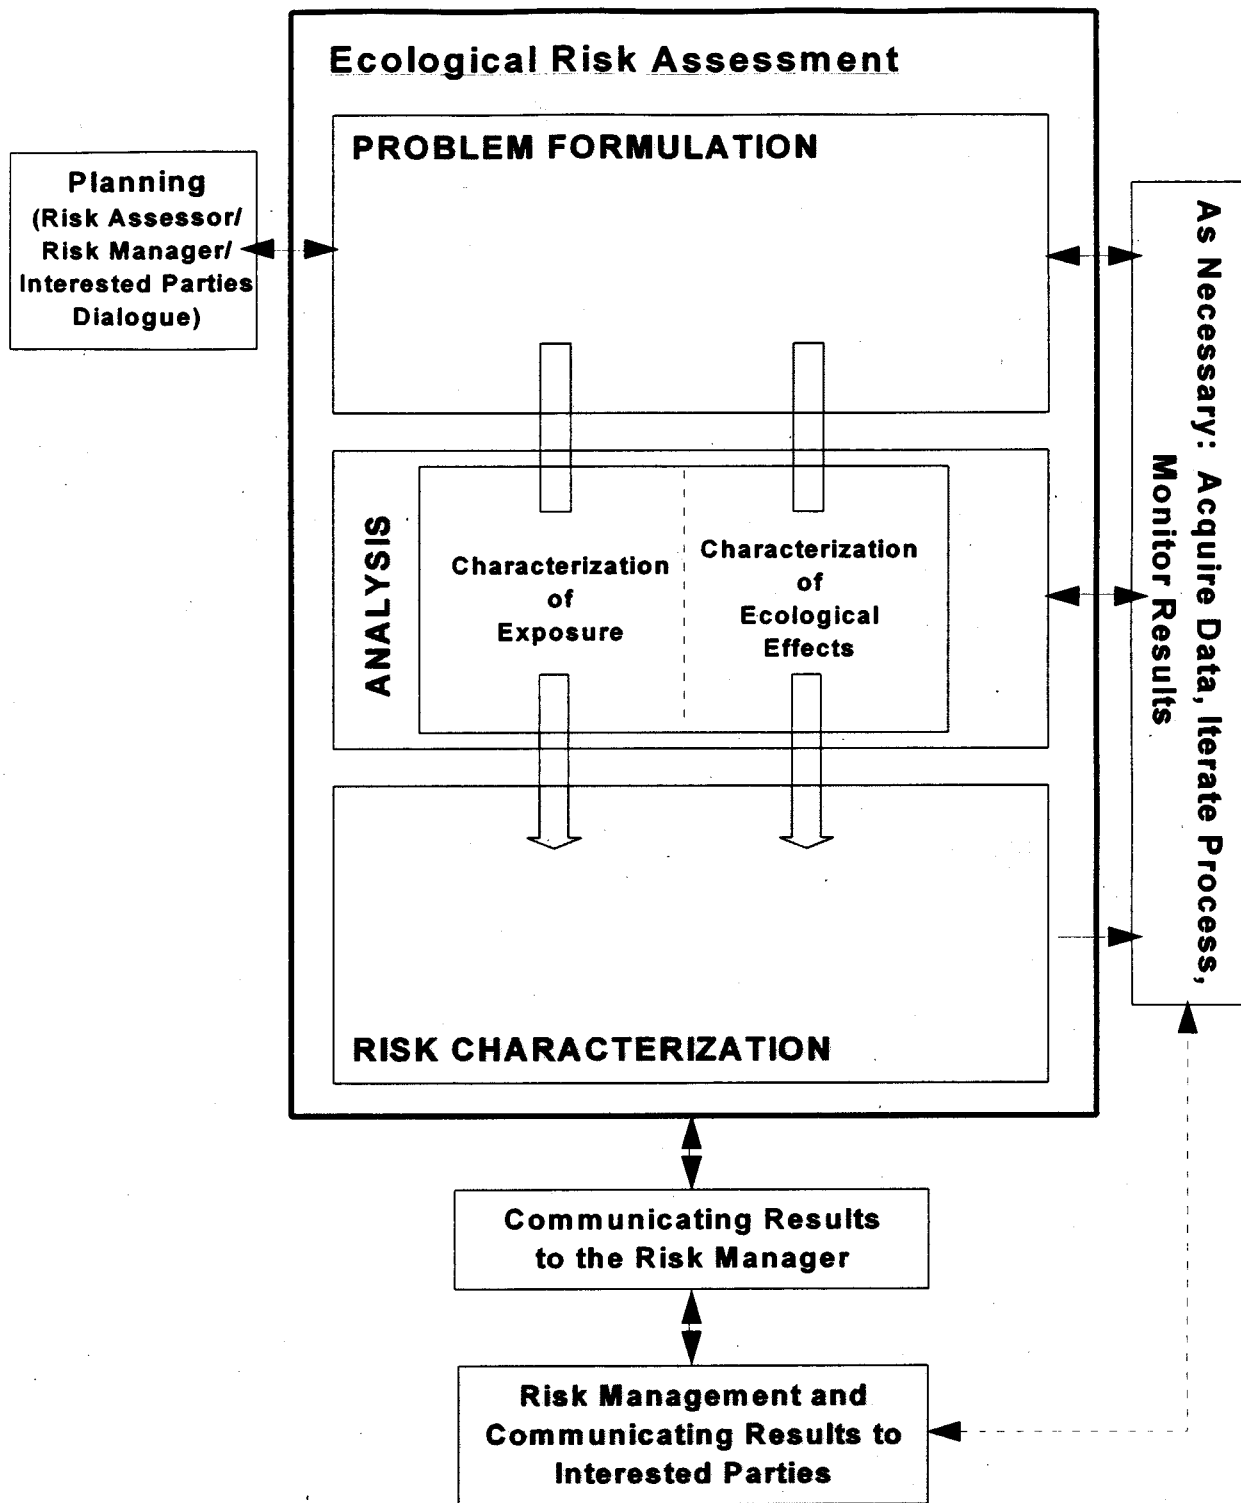 Ecological Risk Assessment
PROBLEM FORMULATION
Planning
(Risk Assessor/
Risk Manager/
Interested Parties
Dialogue)
As Necessary: Acquire Data, Iterate Process,
Monitor Results
ANALYSIS
Characterization
of
Exposure
Characterization
of
Ecological
Effects
RISK CHARACTERIZATION
Communicating Results
to the Risk Manager
Risk Management and
Communicating Results to
Interested Parties